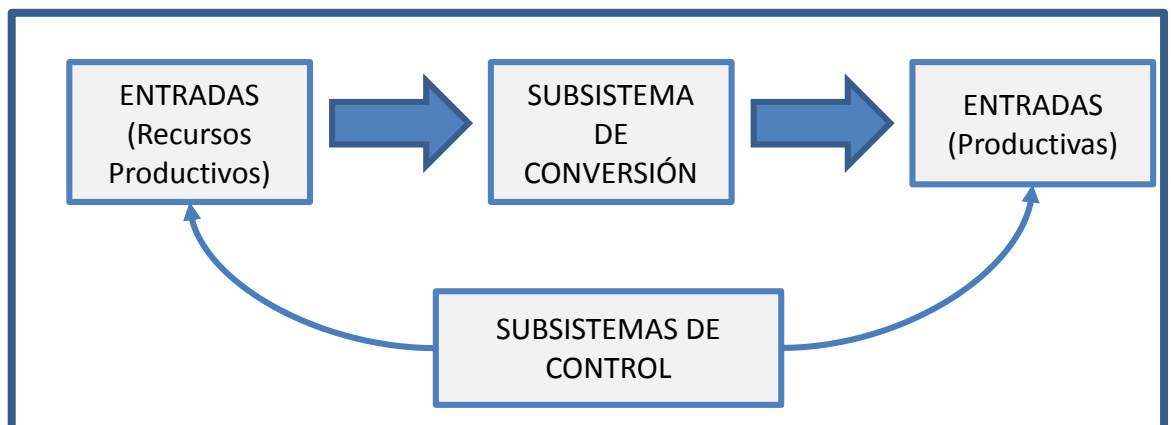 ENTRADAS
(Recursos
Productivos)
SUBSISTEMA
DE
CONVERSIÓN
ENTRADAS
(Productivas)
SUBSISTEMAS DE
CONTROL